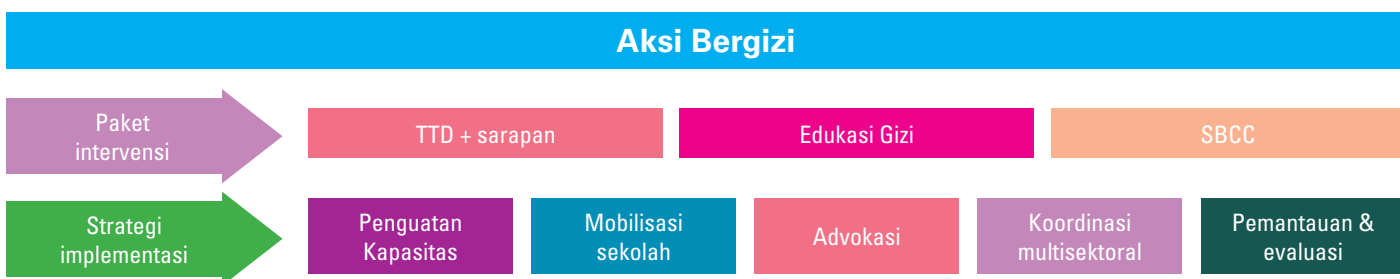 Aksi Bergizi
Paket
intervensi
TTD + sarapan
Edukasi Gizi
SBCC
Strategi
implementasi
Penguatan
Kapasitas
Mobilisasi
sekolah
Advokasi
Koordinasi
multisektoral
Pemantauan &
evaluasi